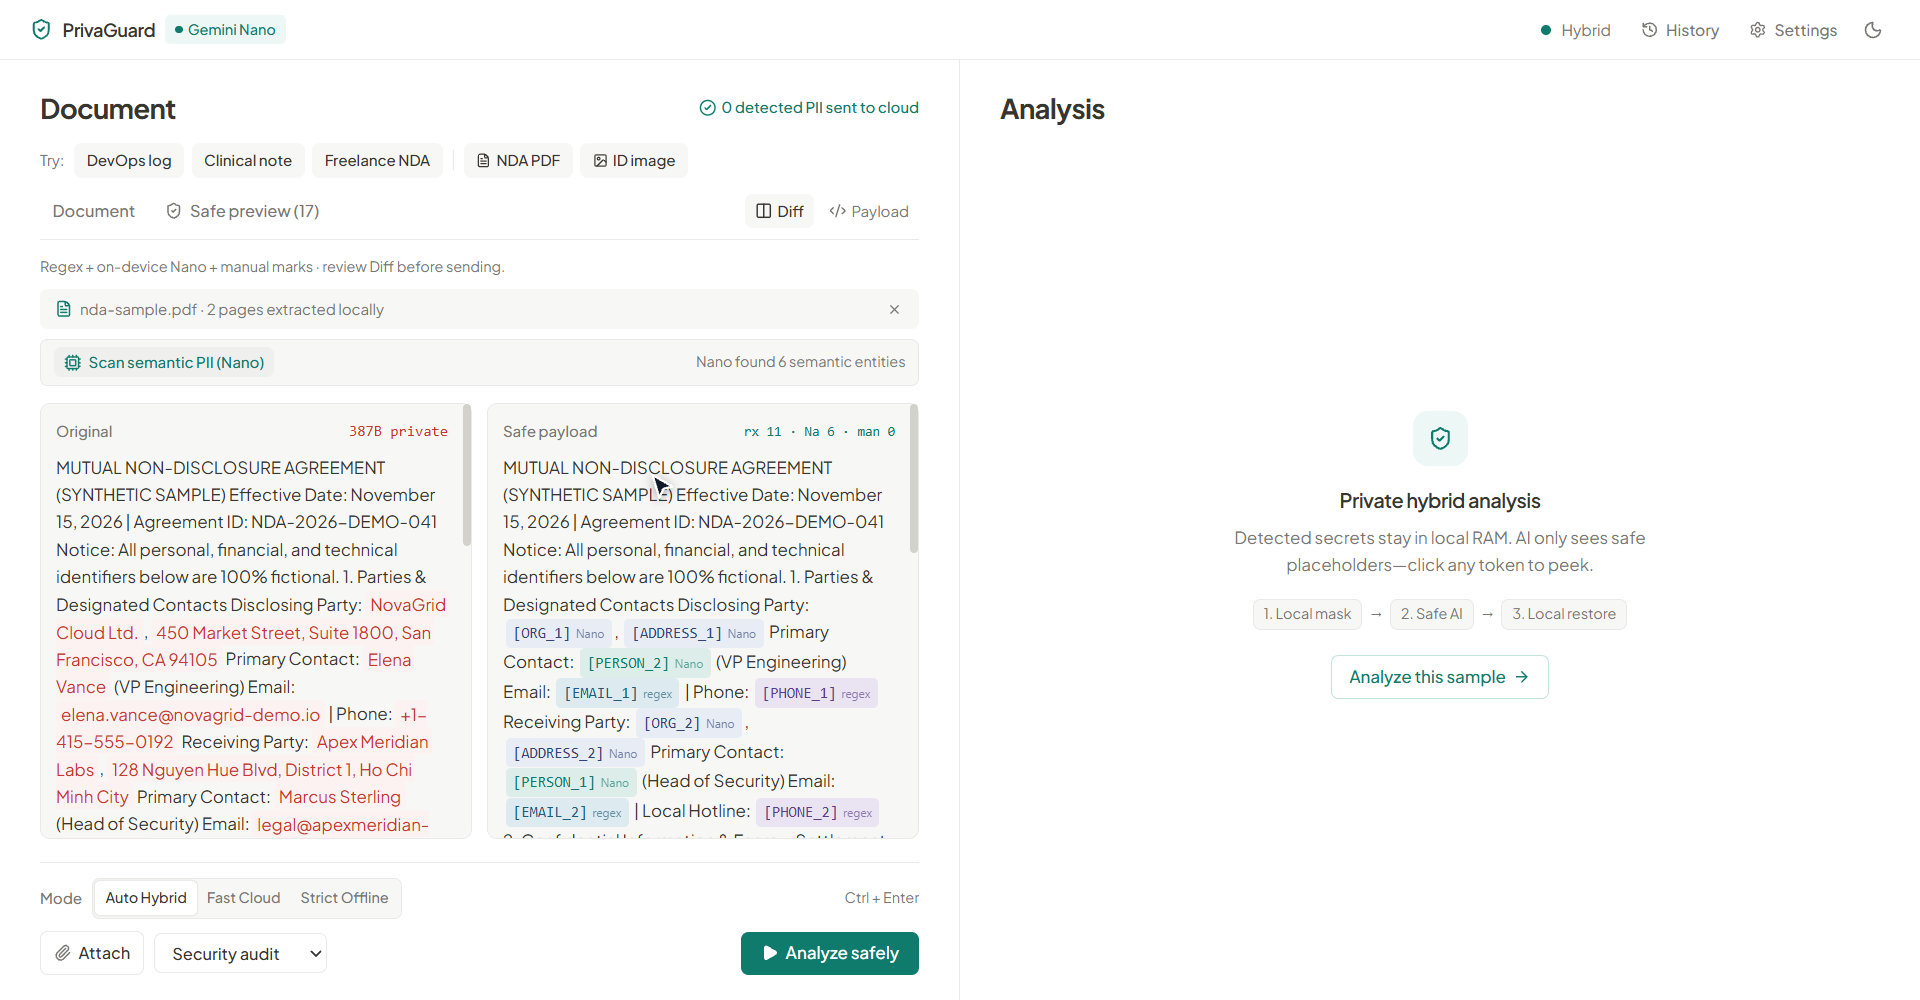 PrivaGuard
Gemini Nano
Hybrid
History
Settings
Document
0 detected PII sent to cloud
Try:
DevOps log
Clinical note
Freelance NDA
NDA PDF
ID image
Document
Safe preview (17)
Diff
</> Payload
Regex + on-device Nano + manual marks · review Diff before sending.
nda-sample.pdf · 2 pages extracted locally
Scan semantic PII (Nano)
Nano found 6 semantic entities
Original
387B private
MUTUAL NON-DISCLOSURE AGREEMENT
(SYNTHETIC SAMPLE) Effective Date: November
15, 2026 | Agreement ID: NDA-2026-DEMO-041
Notice: All personal, financial, and technical
identifiers below are 100% fictional. 1. Parties &
Designated Contacts Disclosing Party: NovaGrid
Cloud Ltd. , 450 Market Street, Suite 1800, San
Francisco, CA 94105 Primary Contact: Elena
Vance (VP Engineering) Email:
elena.vance@novagrid-demo.io | Phone: +1-
415-555-0192 Receiving Party: Apex Meridian
Labs , 128 Nguyen Hue Blvd, District 1, Ho Chi
Minh City Primary Contact: Marcus Sterling
(Head of Security) Email: legal@apexmeridian-
Safe payload
rx 11 · Na 6 · man 0
MUTUAL NON-DISCLOSURE AGREEMENT
(SYNTHETIC SAMPLE) Effective Date: November
15, 2026 | Agreement ID: NDA-2026-DEMO-041
Notice: All personal, financial, and technical
identifiers below are 100% fictional. 1. Parties &
Designated Contacts Disclosing Party:
[ORG_1] Nano , [ADDRESS_1] Nano Primary
Contact: [PERSON_2] Nano (VP Engineering)
Email: [EMAIL_1] regex | Phone: [PHONE_1] regex
Receiving Party: [ORG_2] Nano ,
[ADDRESS_2] Nano Primary Contact:
[PERSON_1] Nano (Head of Security) Email:
[EMAIL_2] regex | Local Hotline: [PHONE_2] regex
Mode
Auto Hybrid
Fast Cloud
Strict Offline
Ctrl + Enter
Attach
Security audit
Analyze safely
Analysis
Private hybrid analysis
Detected secrets stay in local RAM. AI only sees safe
placeholders—click any token to peek.
1. Local mask → 2. Safe AI → 3. Local restore
Analyze this sample →